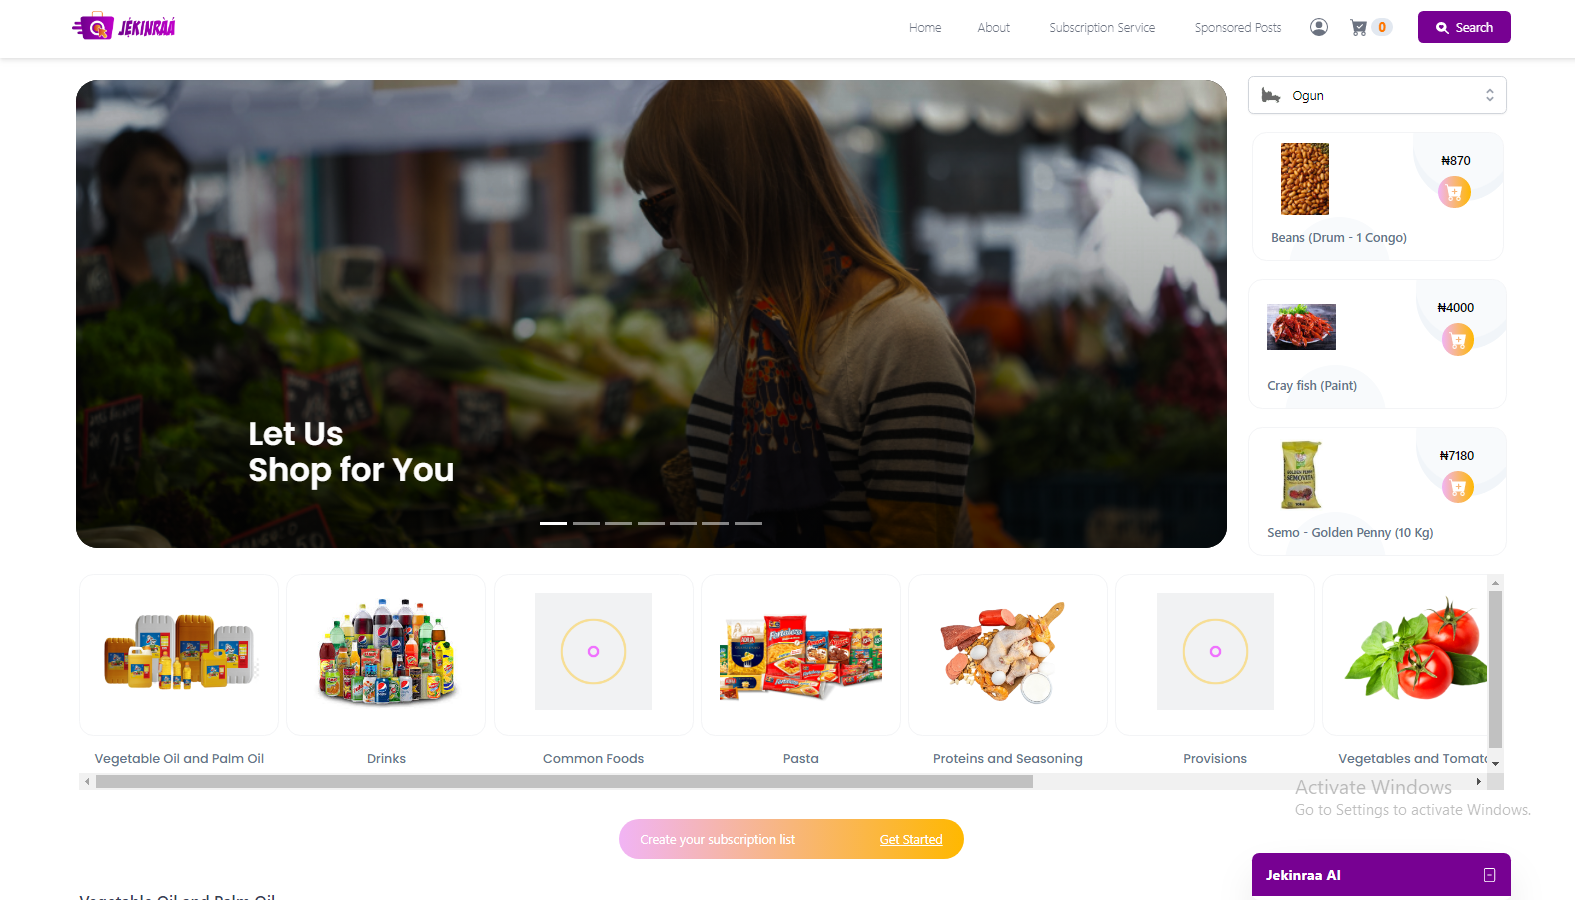 JÉKINRÀÁ
Home
About
Subscription Service
Sponsored Posts
0
Search
Ogun
₦870
Beans (Drum - 1 Congo)
₦4000
Cray fish (Paint)
₦7180
Semo - Golden Penny (10 Kg)
Let Us
Shop for You
Vegetable Oil and Palm Oil
Drinks
Common Foods
Pasta
Proteins and Seasoning
Provisions
Vegetables and Tomato
Activate Windows
Go to Settings to activate Windows.
Create your subscription list
Get Started
Jekinraa AI
Vegetable Oil and Palm Oil